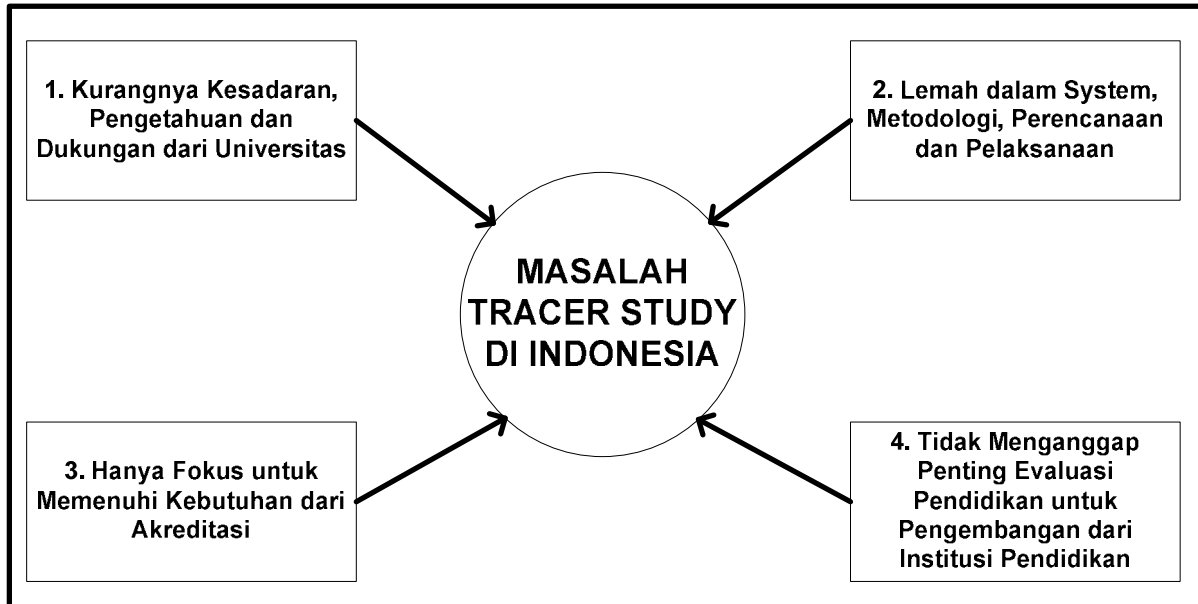 1. Kurangnya Kesadaran,
Pengetahuan dan
Dukungan dari Universitas
2. Lemah dalam System,
Metodologi, Perencanaan
dan Pelaksanaan
MASALAH
TRACER STUDY
DI INDONESIA
3. Hanya Fokus untuk
Memenuhi Kebutuhan dari
Akreditasi
4. Tidak Menganggap
Penting Evaluasi
Pendidikan untuk
Pengembangan dari
Institusi Pendidikan